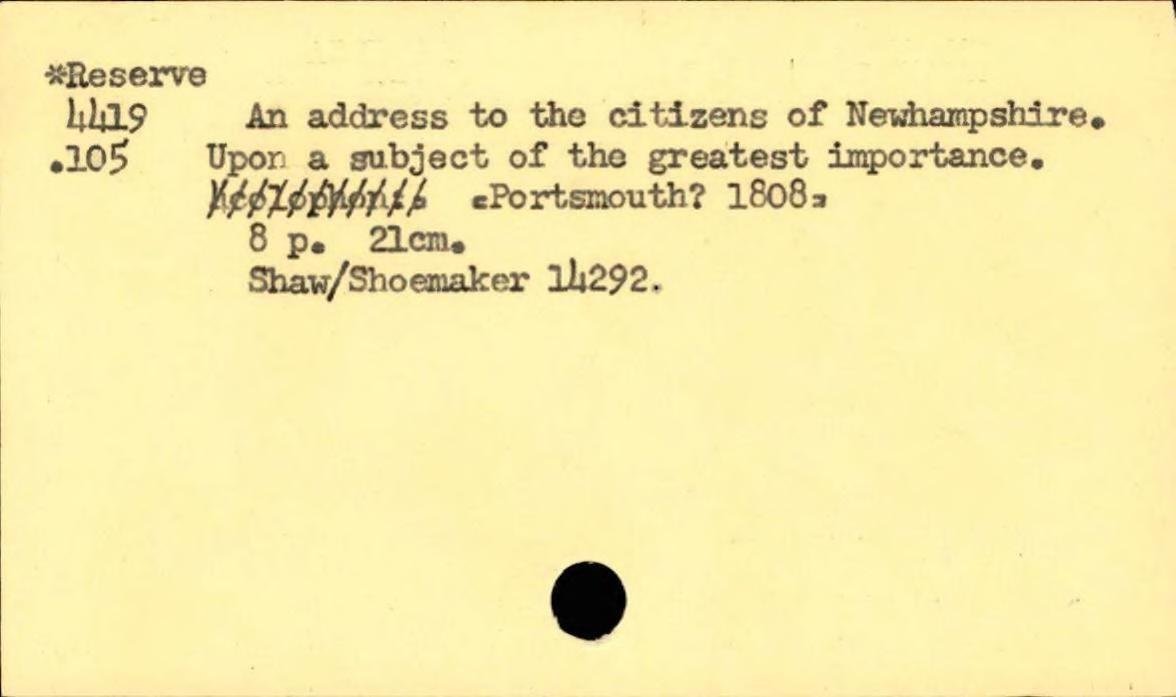 *Reserve
4419 An address to the citizens of Newhampshire.
.105 Upon a subject of the greatest importance.
[Portsmouth? 1808]
8 p. 21cm.
Shaw/Shoemaker 14292.